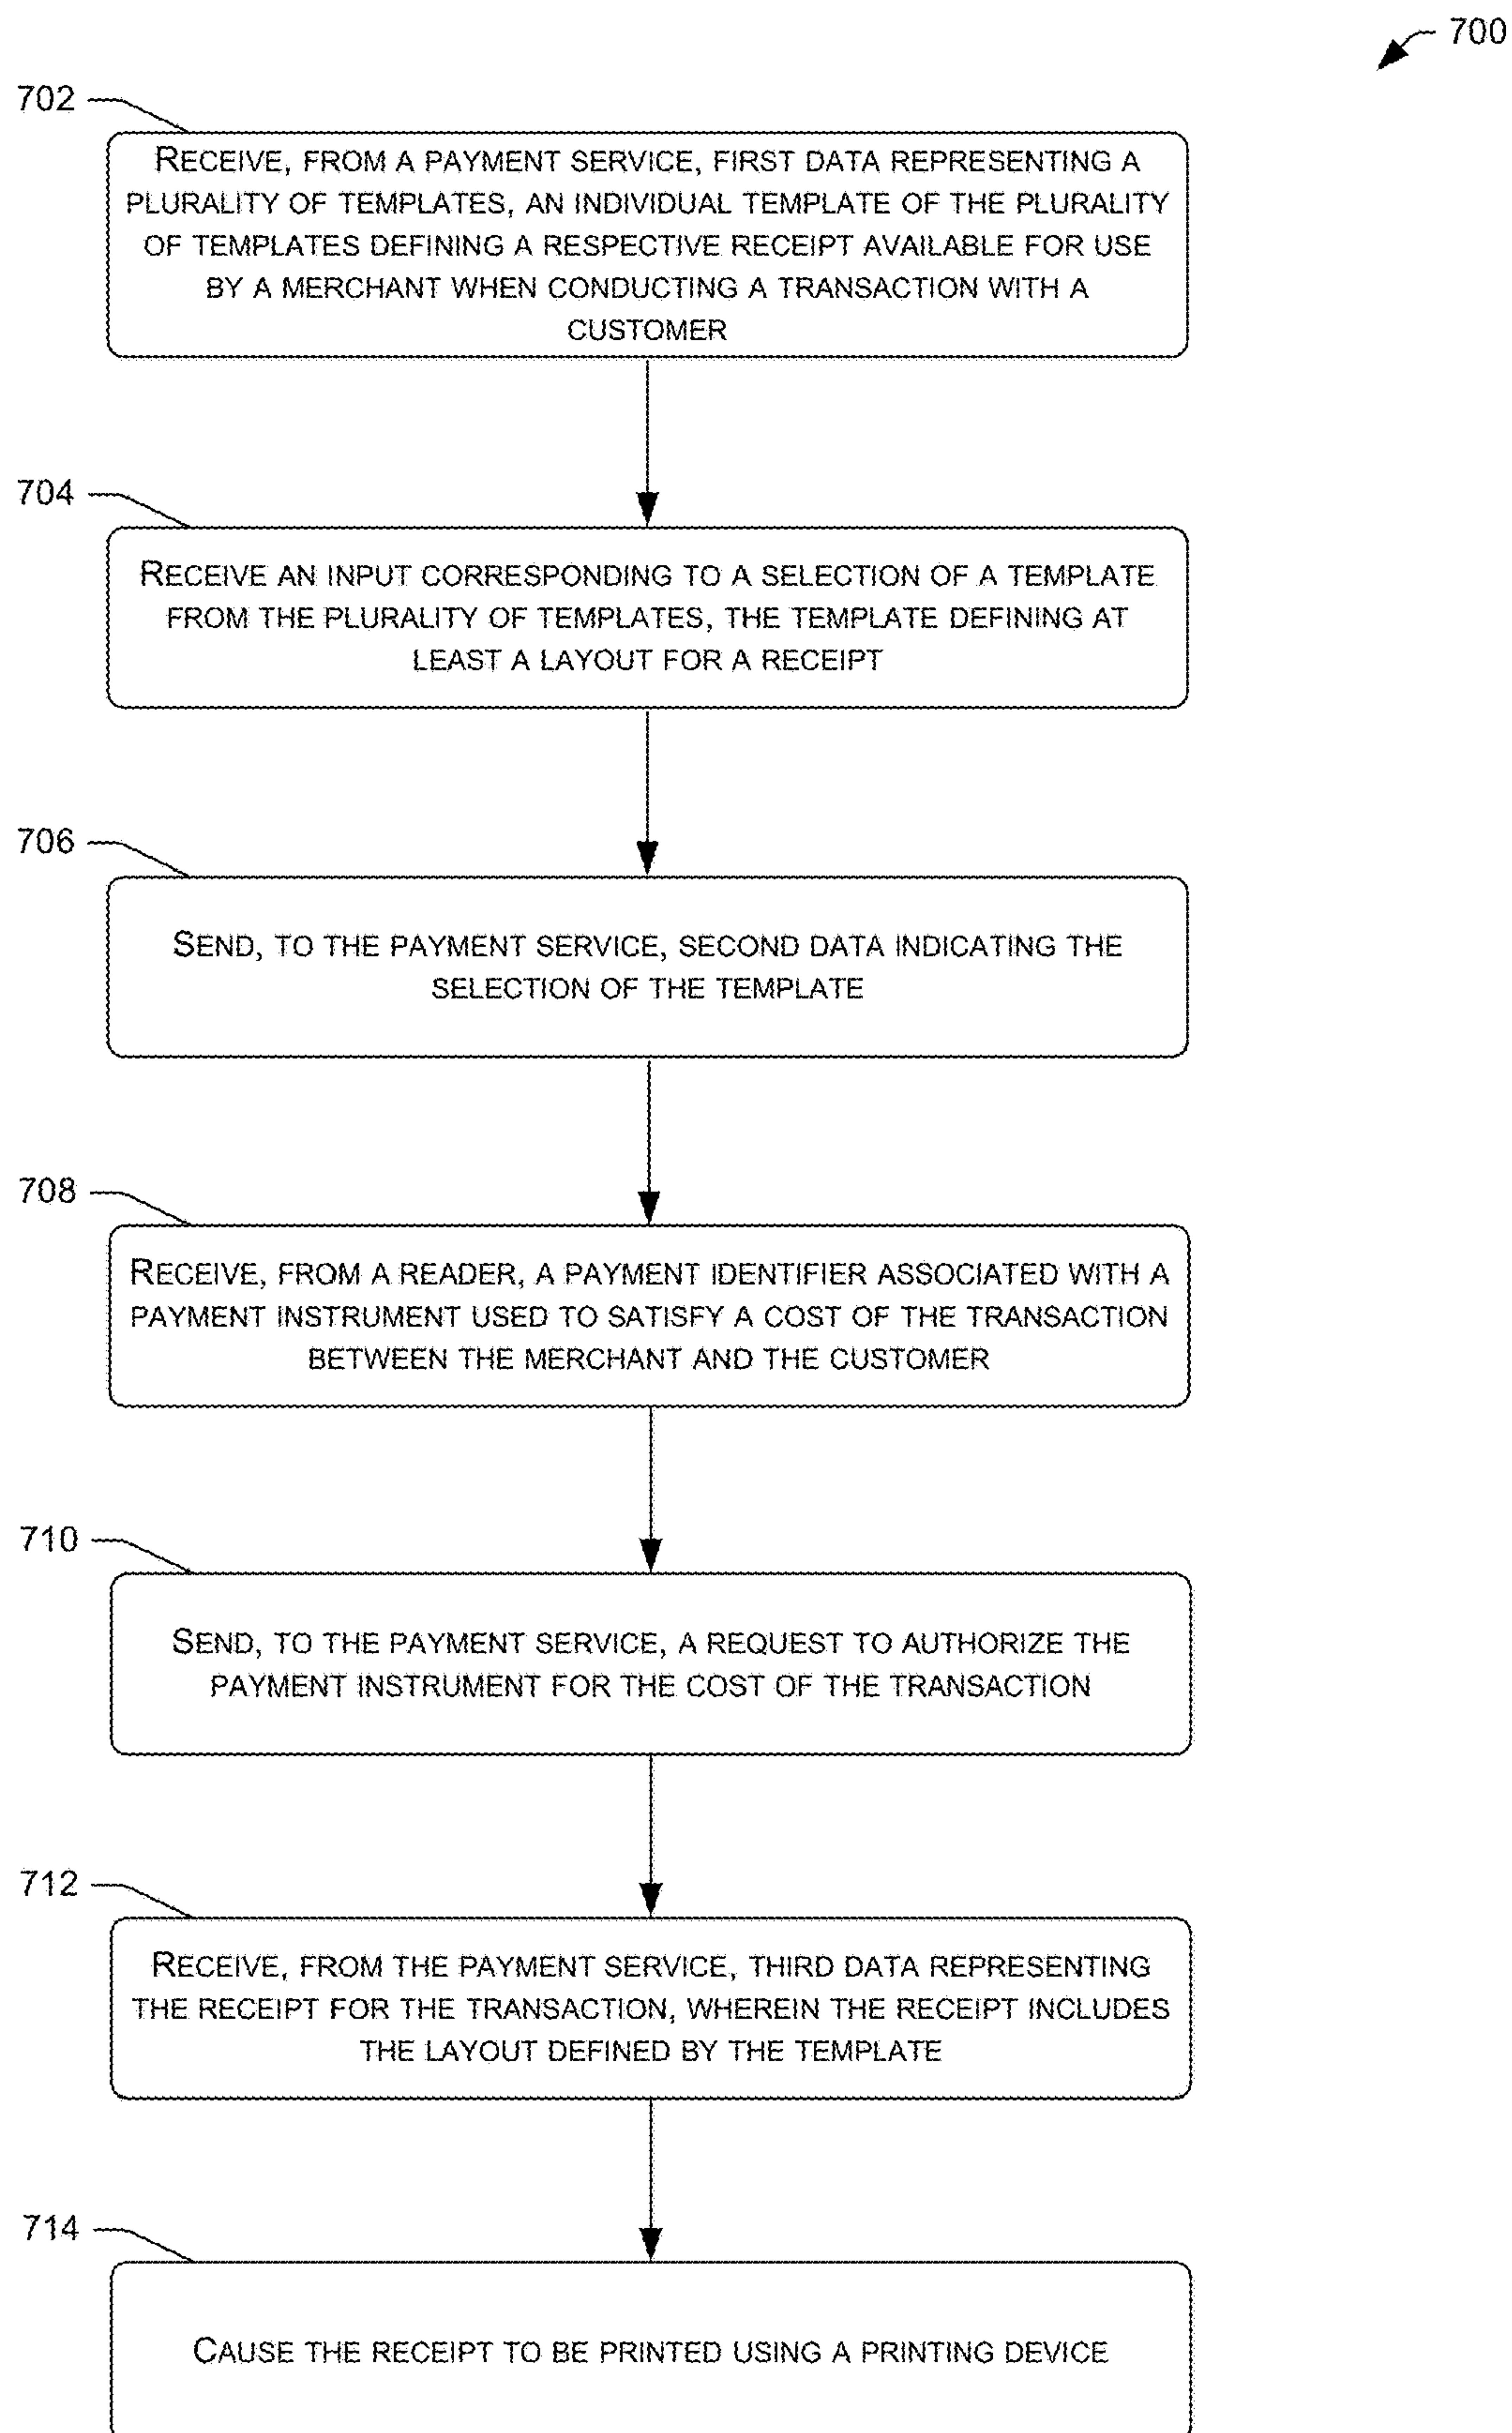 700
702
RECEIVE, FROM A PAYMENT SERVICE, FIRST DATA REPRESENTING A
PLURALITY OF TEMPLATES, AN INDIVIDUAL TEMPLATE OF THE PLURALITY
OF TEMPLATES DEFINING A RESPECTIVE RECEIPT AVAILABLE FOR USE
BY A MERCHANT WHEN CONDUCTING A TRANSACTION WITH A
CUSTOMER
704
RECEIVE AN INPUT CORRESPONDING TO A SELECTION OF A TEMPLATE
FROM THE PLURALITY OF TEMPLATES, THE TEMPLATE DEFINING AT
LEAST A LAYOUT FOR A RECEIPT
706
SEND, TO THE PAYMENT SERVICE, SECOND DATA INDICATING THE
SELECTION OF THE TEMPLATE
708
RECEIVE, FROM A READER, A PAYMENT IDENTIFIER ASSOCIATED WITH A
PAYMENT INSTRUMENT USED TO SATISFY A COST OF THE TRANSACTION
BETWEEN THE MERCHANT AND THE CUSTOMER
710
SEND, TO THE PAYMENT SERVICE, A REQUEST TO AUTHORIZE THE
PAYMENT INSTRUMENT FOR THE COST OF THE TRANSACTION
712
RECEIVE, FROM THE PAYMENT SERVICE, THIRD DATA REPRESENTING
THE RECEIPT FOR THE TRANSACTION, WHEREIN THE RECEIPT INCLUDES
THE LAYOUT DEFINED BY THE TEMPLATE
714
CAUSE THE RECEIPT TO BE PRINTED USING A PRINTING DEVICE